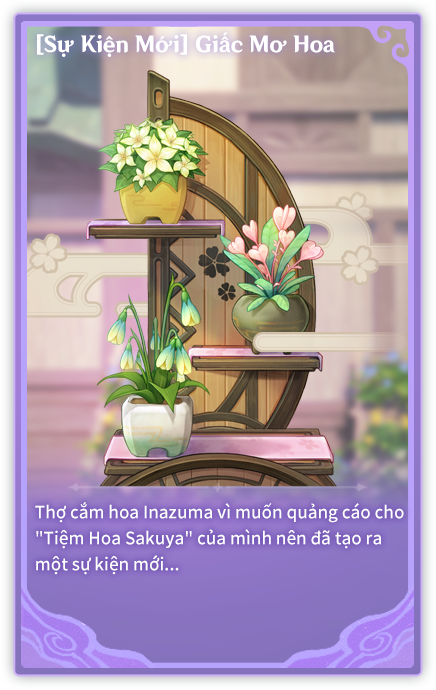 [Sự Kiện Mới] Giấc Mơ Hoa
Thợ cắm hoa Inazuma vì muốn quảng cáo cho
"Tiệm Hoa Sakuya" của mình nên đã tạo ra
một sự kiện mới...